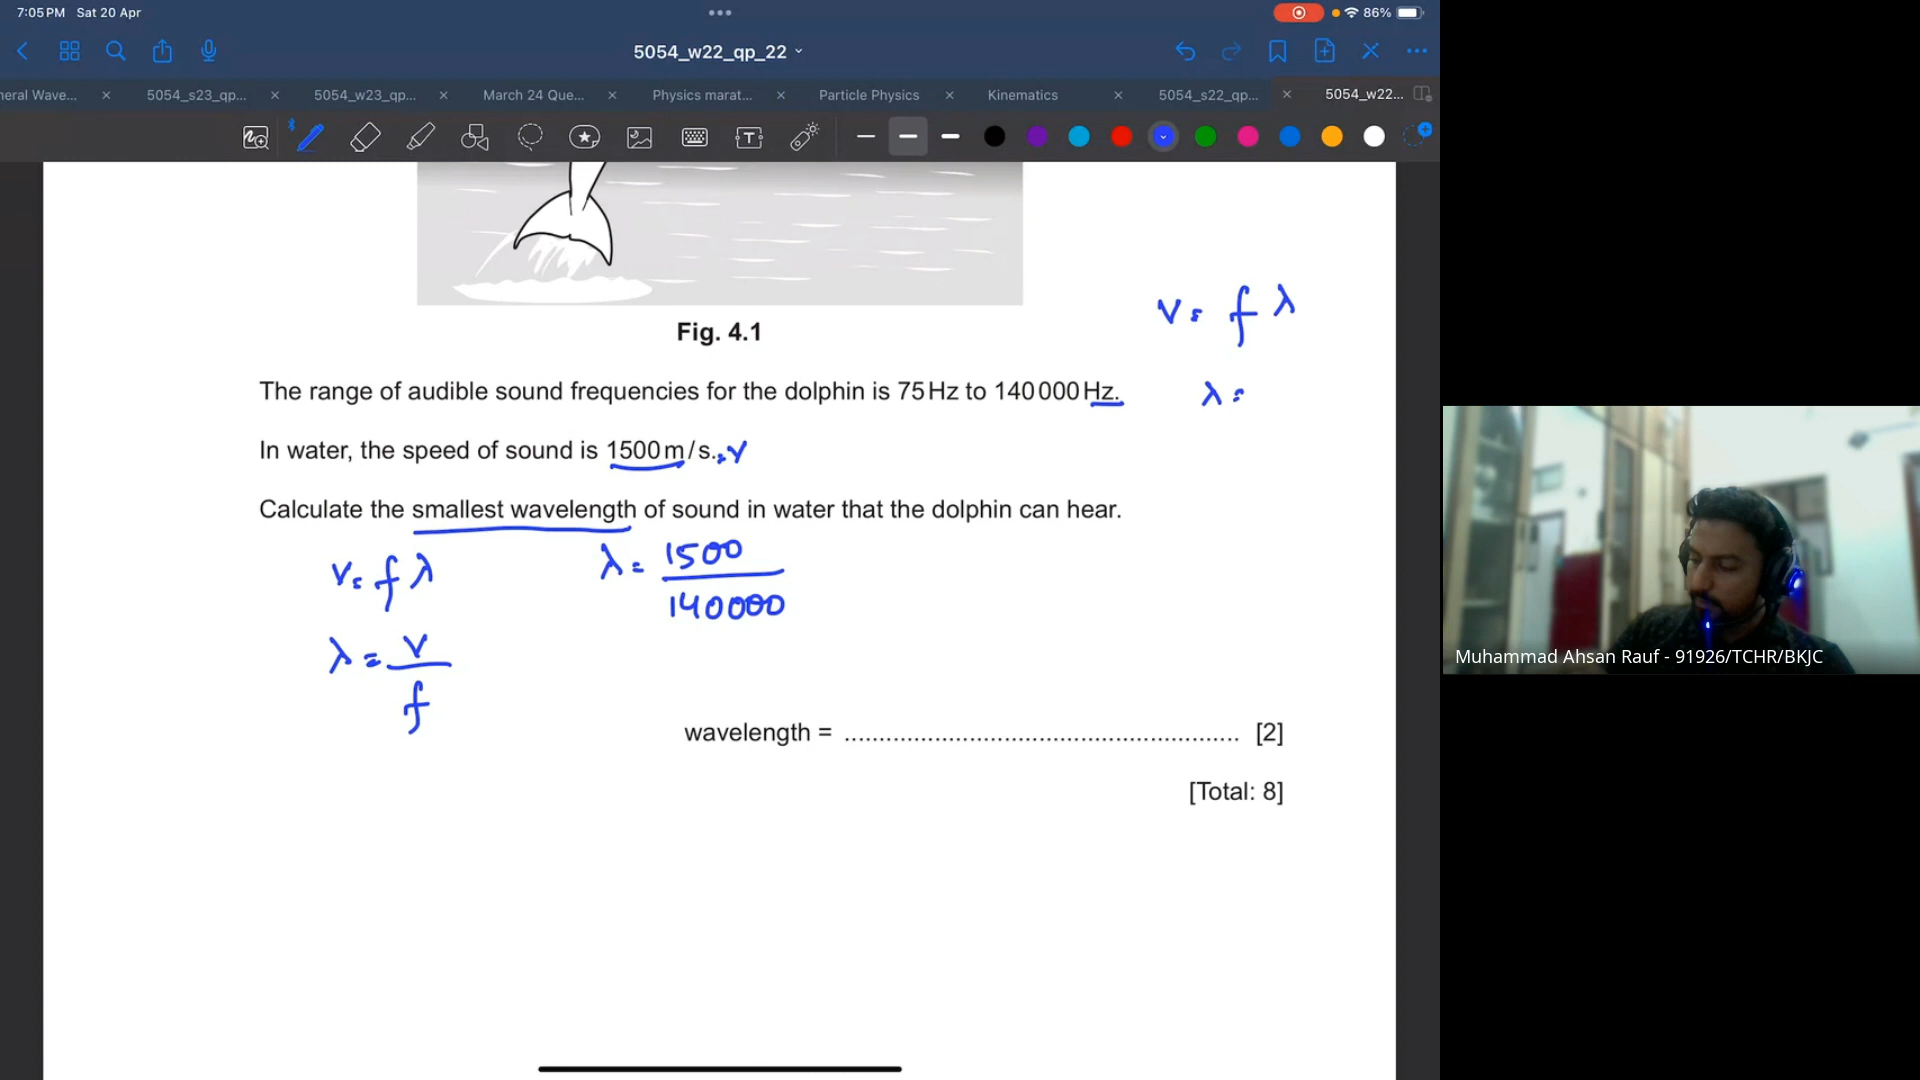 7:05 PM Sat 20 Apr
86%
5054_w22_qp_22
neral Wave...
5054_s23_qp...
5054_w23_qp...
March 24 Que...
Physics marat...
Particle Physics
Kinematics
5054_s22_qp...
5054_w22...
Fig. 4.1
v = f λ
The range of audible sound frequencies for the dolphin is 75 Hz to 140 000 Hz.
λ =
In water, the speed of sound is 1500 m / s. = v
Calculate the smallest wavelength of sound in water that the dolphin can hear.
v = f λ
λ = 1500
140000
λ = v
f
wavelength = .......................................................... [2]
[Total: 8]
Muhammad Ahsan Rauf - 91926/TCHR/BKJC